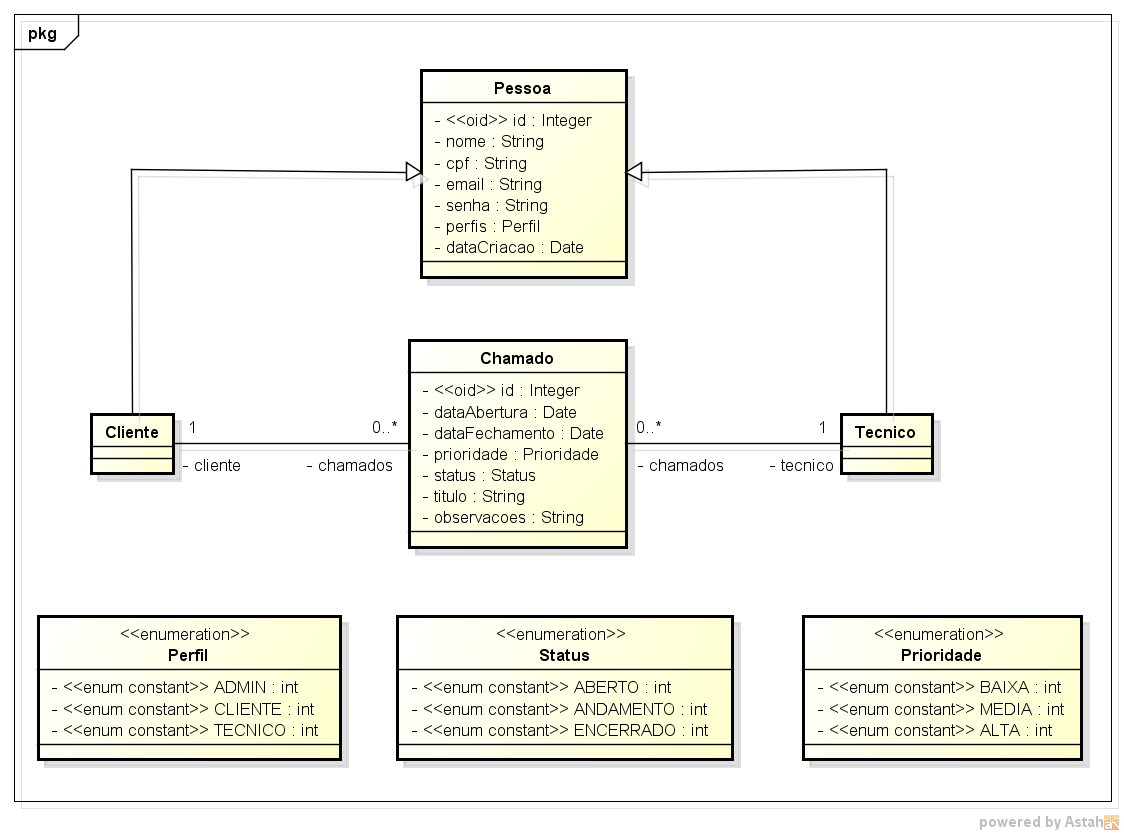 pkg
Pessoa
- <<oid>> id : Integer
- nome : String
- cpf : String
- email : String
- senha : String
- perfis : Perfil
- dataCriacao : Date
Chamado
- <<oid>> id : Integer
- dataAbertura : Date
- dataFechamento : Date
- prioridade : Prioridade
- status : Status
- titulo : String
- observacoes : String
Cliente
1
0..*
- cliente
- chamados
0..*
1
- chamados
- tecnico
Tecnico
<<enumeration>>
Perfil
- <<enum constant>> ADMIN : int
- <<enum constant>> CLIENTE : int
- <<enum constant>> TECNICO : int
<<enumeration>>
Status
- <<enum constant>> ABERTO : int
- <<enum constant>> ANDAMENTO : int
- <<enum constant>> ENCERRADO : int
<<enumeration>>
Prioridade
- <<enum constant>> BAIXA : int
- <<enum constant>> MEDIA : int
- <<enum constant>> ALTA : int
powered by Astah